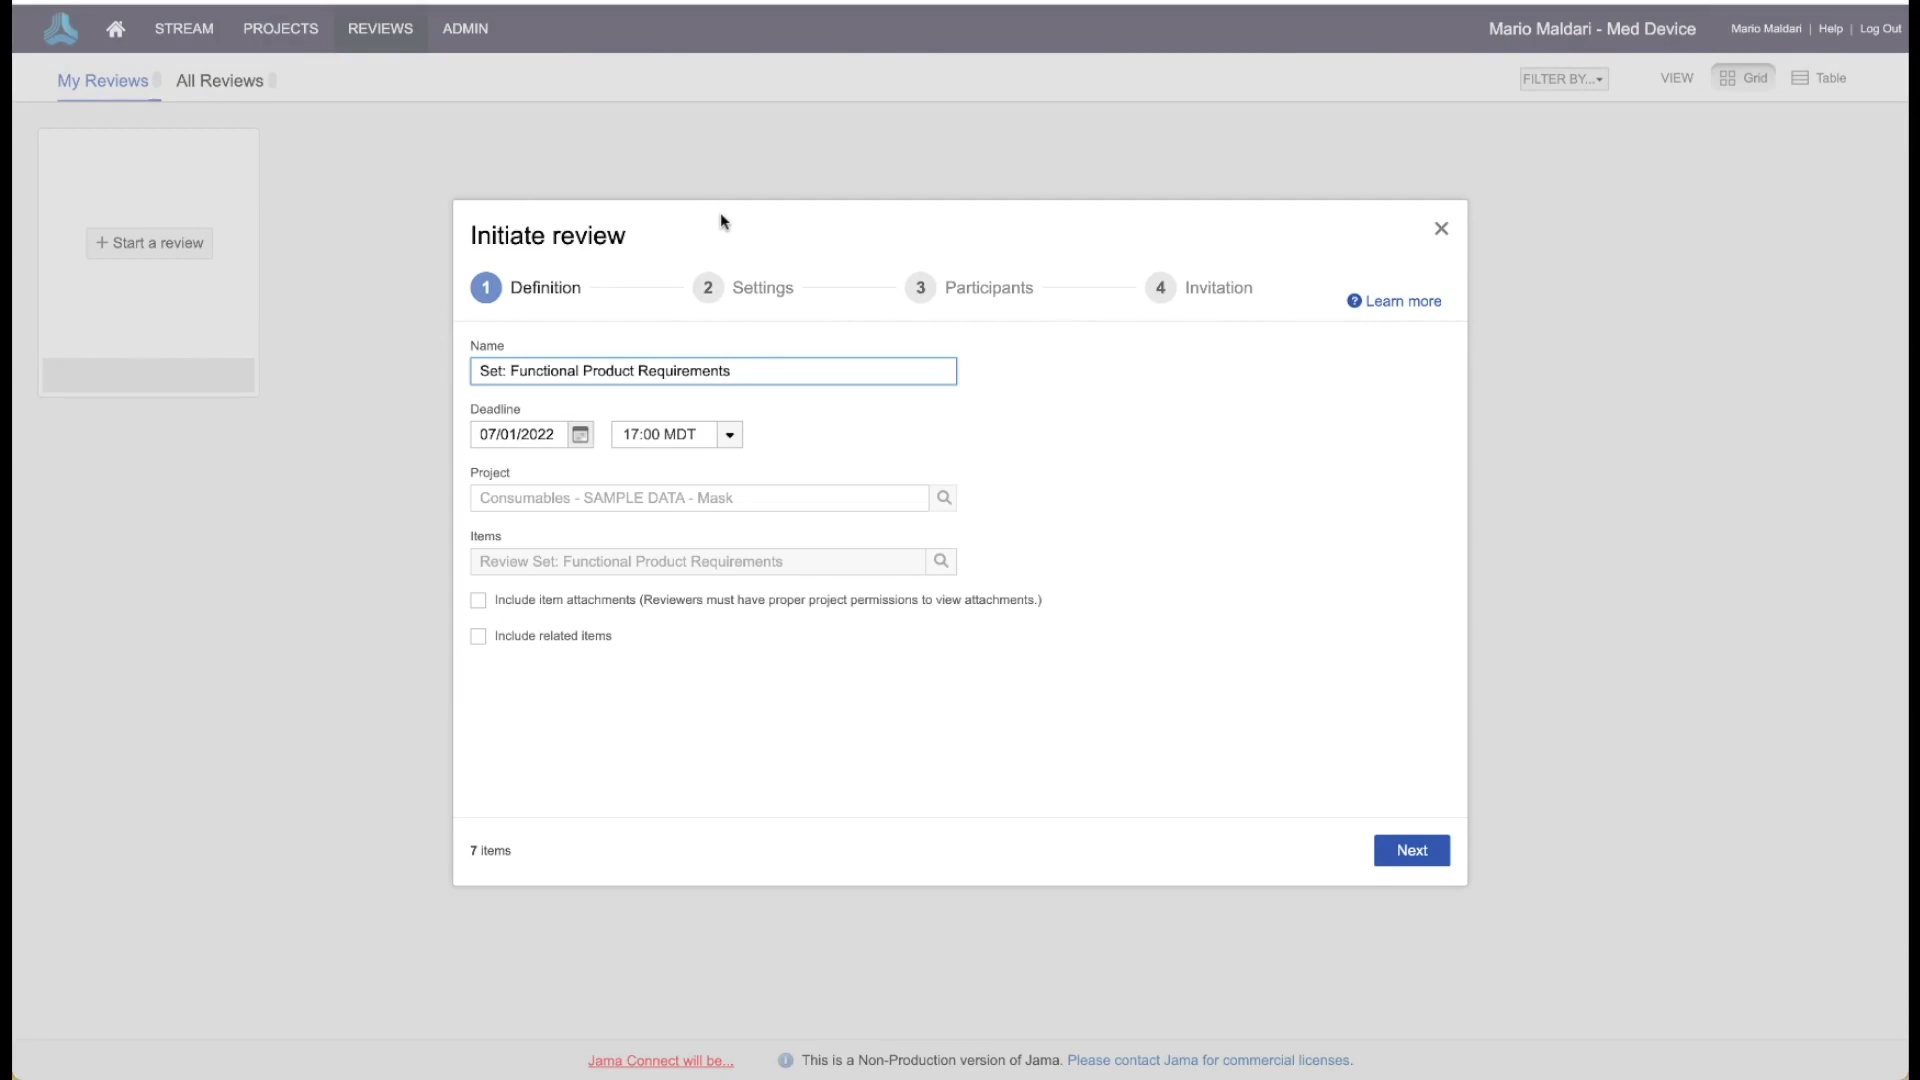 STREAM PROJECTS REVIEWS ADMIN Mario Maldari - Med Device Mario Maldari | Help | Log Out
My Reviews All Reviews FILTER BY... VIEW Grid Table
+ Start a review
Initiate review
1 Definition 2 Settings 3 Participants 4 Invitation
? Learn more
Name
Set: Functional Product Requirements
Deadline
07/01/2022 17:00 MDT
Project
Consumables - SAMPLE DATA - Mask
Items
Review Set: Functional Product Requirements
Include item attachments (Reviewers must have proper project permissions to view attachments.)
Include related items
7 items Next
Jama Connect will be... This is a Non-Production version of Jama. Please contact Jama for commercial licenses.